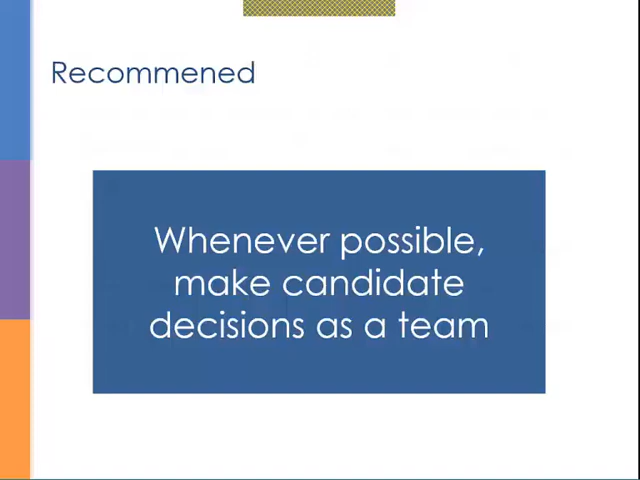 Recommened
Whenever possible,
make candidate
decisions as a team